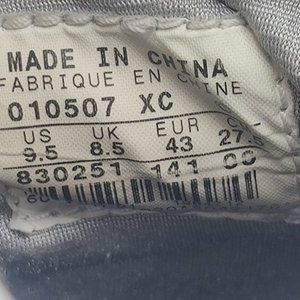 MADE IN CHINA
FABRIQUE EN CHINE
010507 XC
US UK EUR
9.5 8.5 43 27.5
830251 141 00